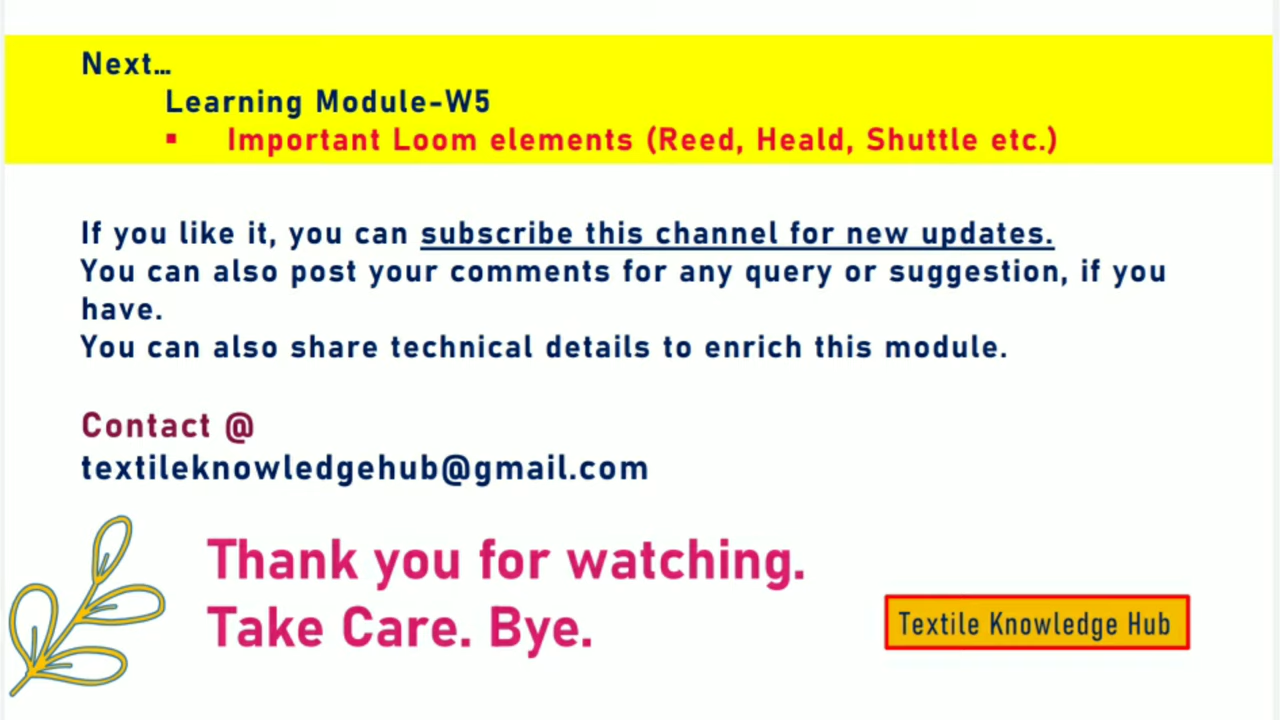 Next…
Learning Module-W5
▪ Important Loom elements (Reed, Heald, Shuttle etc.)
If you like it, you can subscribe this channel for new updates.
You can also post your comments for any query or suggestion, if you
have.
You can also share technical details to enrich this module.
Contact @
textileknowledgehub@gmail.com
Thank you for watching.
Take Care. Bye.
Textile Knowledge Hub